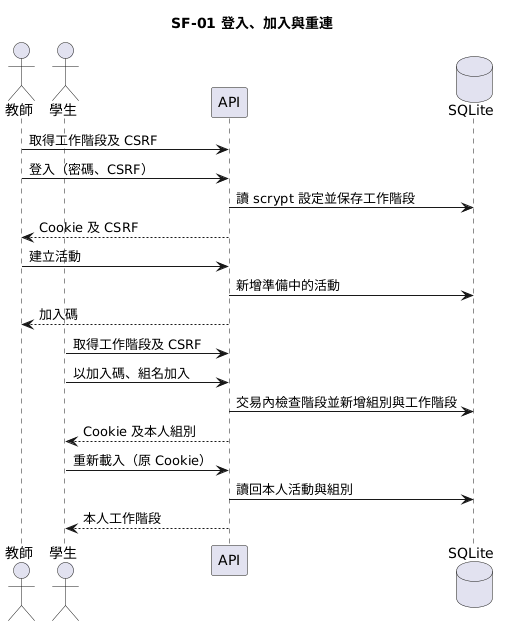 SF-01 登入、加入與重連
教師
學生
API
SQLite
取得工作階段及 CSRF
登入（密碼、CSRF）
讀 scrypt 設定並保存工作階段
Cookie 及 CSRF
建立活動
新增準備中的活動
加入碼
取得工作階段及 CSRF
以加入碼、組名加入
交易內檢查階段並新增組別與工作階段
Cookie 及本人組別
重新載入（原 Cookie）
讀回本人活動與組別
本人工作階段
教師
學生
API
SQLite